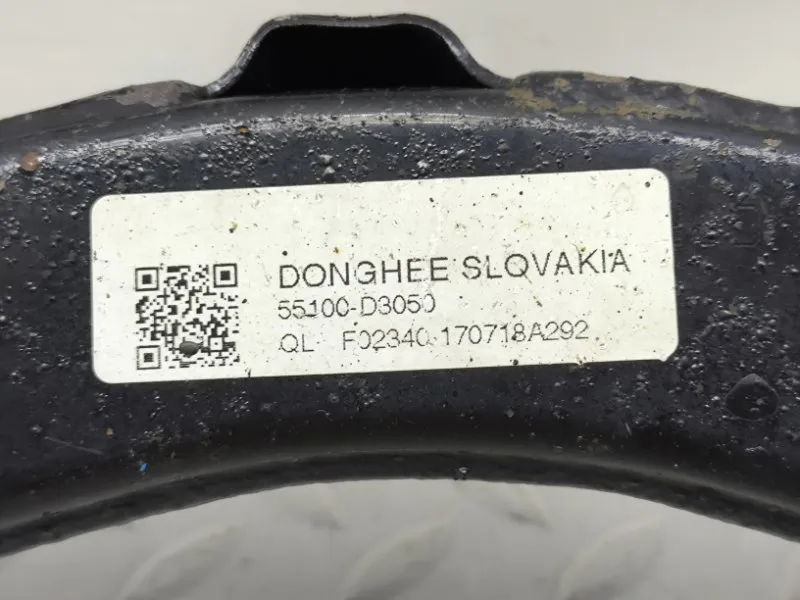 DONGHEE SLOVAKIA
55100-D3050
QL F02340 170718A292